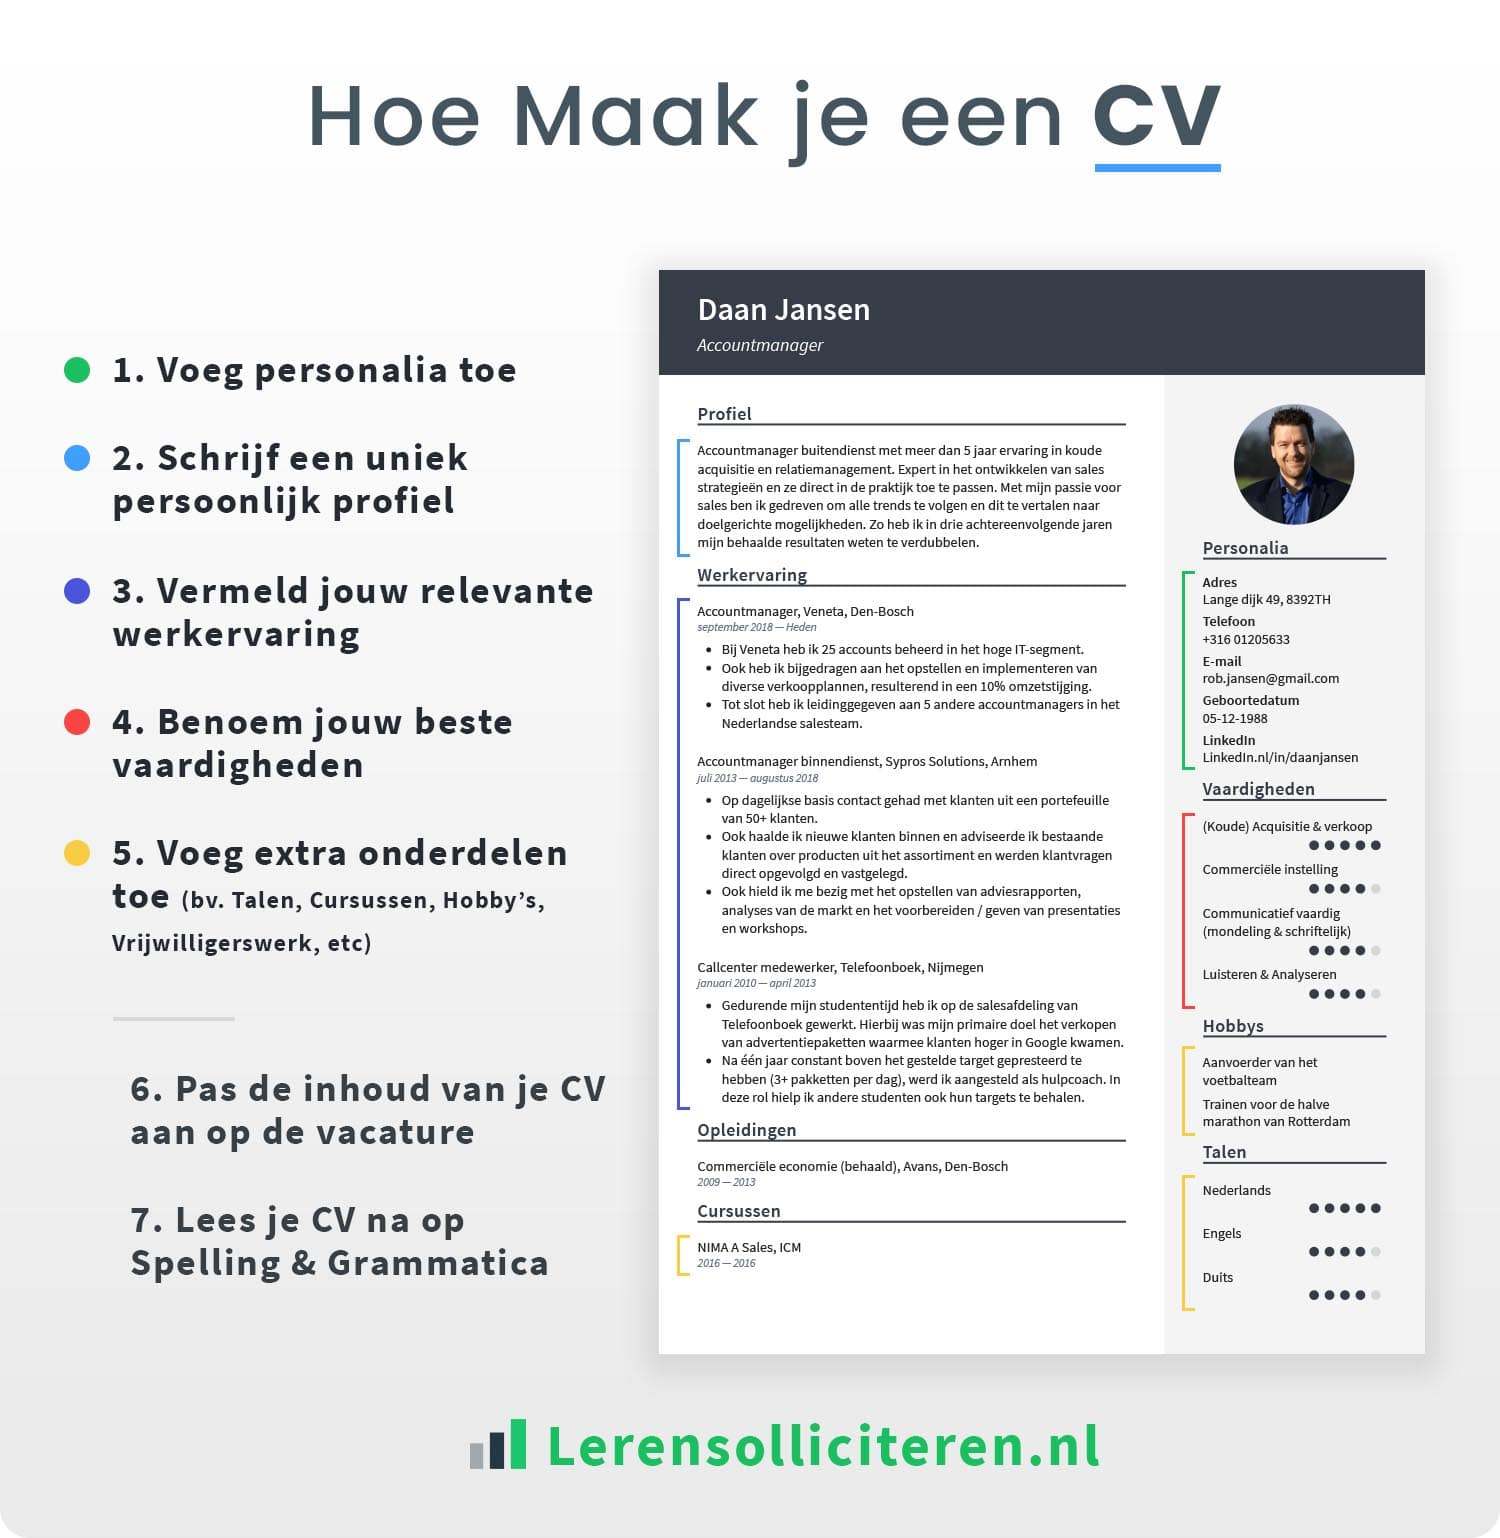 Hoe Maak je een CV
1. Voeg personalia toe
2. Schrijf een uniek
persoonlijk profiel
3. Vermeld jouw relevante
werkervaring
4. Benoem jouw beste
vaardigheden
5. Voeg extra onderdelen
toe (bv. Talen, Cursussen, Hobby's,
Vrijwilligerswerk, etc)
6. Pas de inhoud van je CV
aan op de vacature
7. Lees je CV na op
Spelling & Grammatica
Daan Jansen
Accountmanager
Profiel
Accountmanager buitendienst met meer dan 5 jaar ervaring in koude
acquisitie en relatiemanagement. Expert in het ontwikkelen van sales
strategieën en ze direct in de praktijk toe te passen. Met mijn passie voor
sales ben ik gedreven om alle trends te volgen en dit te vertalen naar
doelgerichte mogelijkheden. Zo heb ik in drie achtereenvolgende jaren
mijn behaalde resultaten weten te verdubbelen.
Werkervaring
Accountmanager, Veneta, Den-Bosch
september 2018 — Heden
• Bij Veneta heb ik 25 accounts beheerd in het hoge IT-segment.
• Ook heb ik bijgedragen aan het opstellen en implementeren van
diverse verkoopplannen, resulterend in een 10% omzetstijging.
• Tot slot heb ik leidinggegeven aan 5 andere accountmanagers in het
Nederlandse salesteam.
Accountmanager binnendienst, Sypros Solutions, Arnhem
juli 2013 — augustus 2018
• Op dagelijkse basis contact gehad met klanten uit een portefeuille
van 50+ klanten.
• Ook haalde ik nieuwe klanten binnen en adviseerde ik bestaande
klanten over producten uit het assortiment en werden klantvragen
direct opgevolgd en vastgelegd.
• Ook hield ik me bezig met het opstellen van adviesrapporten,
analyses van de markt en het voorbereiden / geven van presentaties
en workshops.
Callcenter medewerker, Telefoonboek, Nijmegen
januari 2010 — april 2013
• Gedurende mijn studententijd heb ik op de salesafdeling van
Telefoonboek gewerkt. Hierbij was mijn primaire doel het verkopen
van advertentiepaketten waarmee klanten hoger in Google kwamen.
• Na één jaar constant boven het gestelde target gepresteerd te
hebben (3+ pakketten per dag), werd ik aangesteld als hulpcoach. In
deze rol hielp ik andere studenten ook hun targets te behalen.
Opleidingen
Commerciële economie (behaald), Avans, Den-Bosch
2009 — 2013
Cursussen
NIMA A Sales, ICM
2016 — 2016
Personalia
Adres
Lange dijk 49, 8392TH
Telefoon
+316 01205633
E-mail
rob.jansen@gmail.com
Geboortedatum
05-12-1988
LinkedIn
LinkedIn.nl/in/daanjansen
Vaardigheden
(Koude) Acquisitie & verkoop
Commerciële instelling
Communicatief vaardig
(mondeling & schriftelijk)
Luisteren & Analyseren
Hobbys
Aanvoerder van het
voetbalteam
Trainen voor de halve
marathon van Rotterdam
Talen
Nederlands
Engels
Duits
Lerensolliciteren.nl